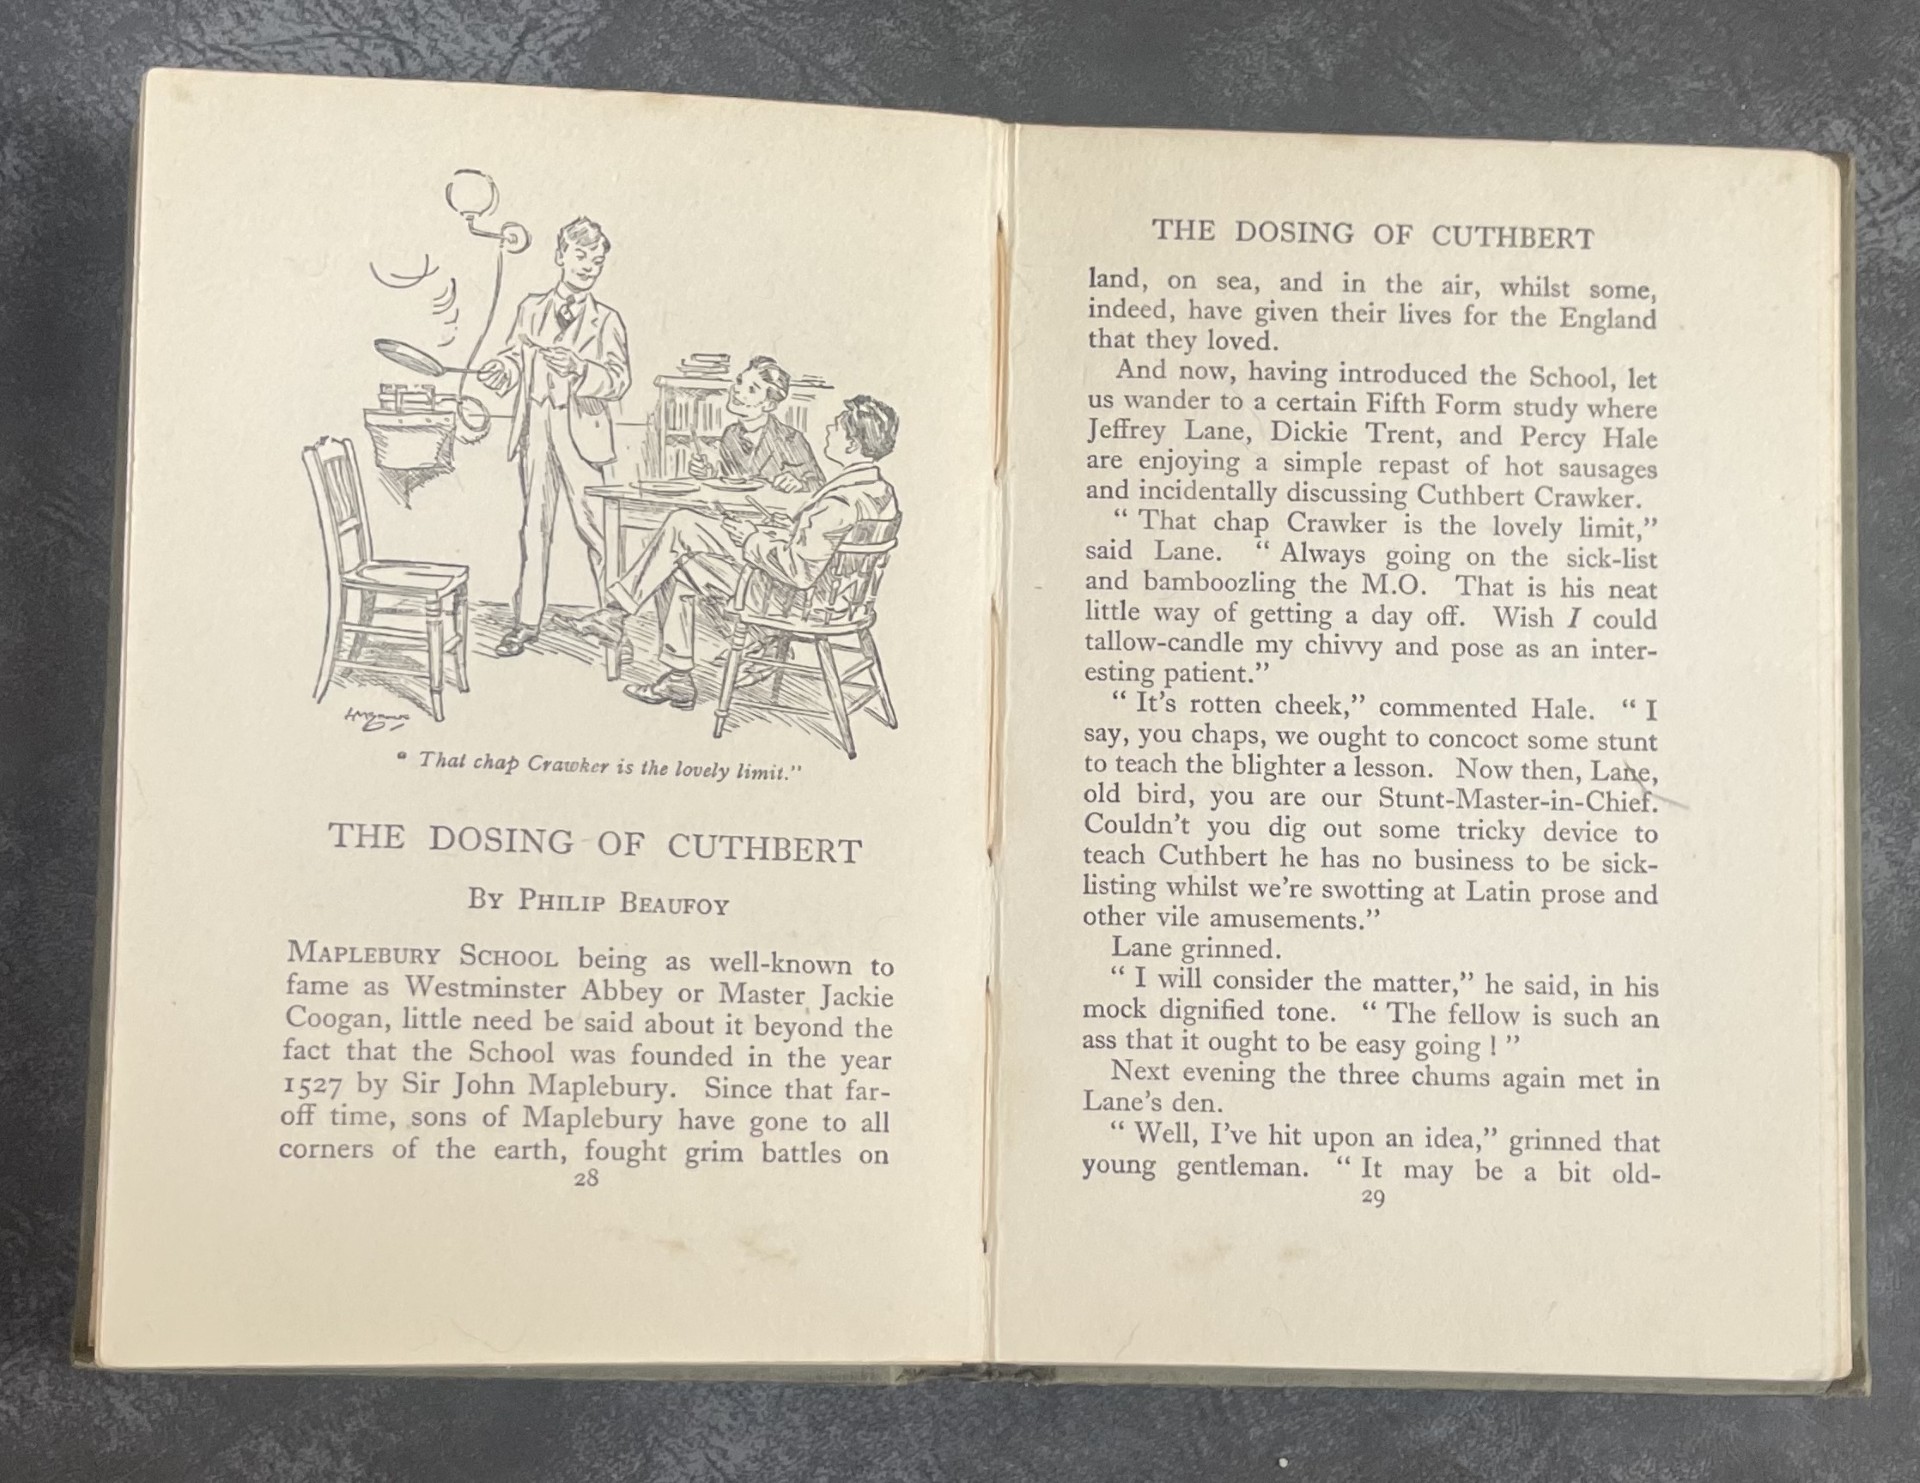 “ That chap Crawker is the lovely limit.”
THE DOSING OF CUTHBERT
By Philip Beaufoy
Maplebury School being as well-known to
fame as Westminster Abbey or Master Jackie
Coogan, little need be said about it beyond the
fact that the School was founded in the year
1527 by Sir John Maplebury. Since that far-
off time, sons of Maplebury have gone to all
corners of the earth, fought grim battles on
28
THE DOSING OF CUTHBERT
land, on sea, and in the air, whilst some,
indeed, have given their lives for the England
that they loved.
And now, having introduced the School, let
us wander to a certain Fifth Form study where
Jeffrey Lane, Dickie Trent, and Percy Hale
are enjoying a simple repast of hot sausages
and incidentally discussing Cuthbert Crawker.
“ That chap Crawker is the lovely limit,”
said Lane. “ Always going on the sick-list
and bamboozling the M.O. That is his neat
little way of getting a day off. Wish I could
tallow-candle my chivvy and pose as an inter-
esting patient.”
“ It’s rotten cheek,” commented Hale. “ I
say, you chaps, we ought to concoct some stunt
to teach the blighter a lesson. Now then, Lane,
old bird, you are our Stunt-Master-in-Chief.
Couldn’t you dig out some tricky device to
teach Cuthbert he has no business to be sick-
listing whilst we’re swotting at Latin prose and
other vile amusements.”
Lane grinned.
“ I will consider the matter,” he said, in his
mock dignified tone. “ The fellow is such an
ass that it ought to be easy going ! ”
Next evening the three chums again met in
Lane’s den.
“ Well, I’ve hit upon an idea,” grinned that
young gentleman. “ It may be a bit old-
29